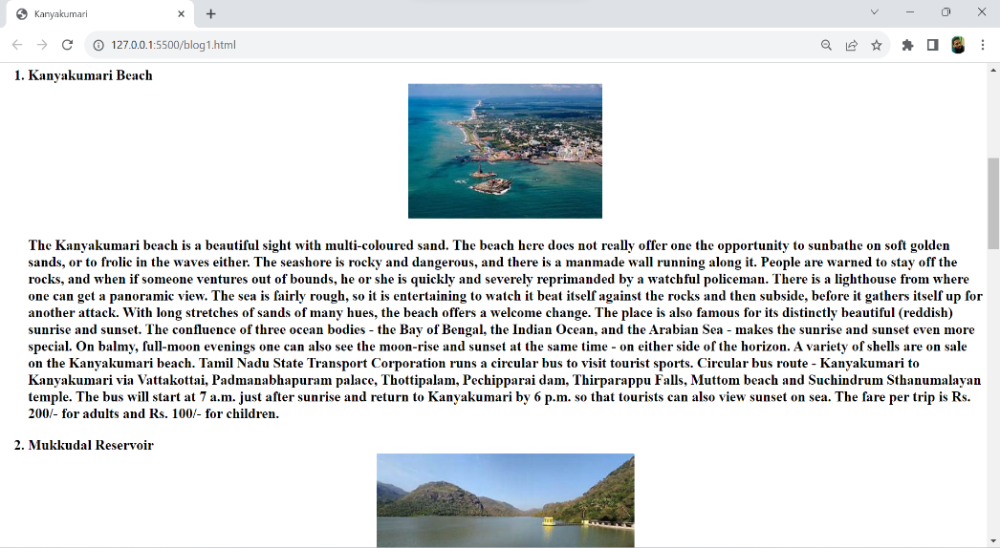 Kanyakumari
127.0.0.1:5500/blog1.html
1. Kanyakumari Beach
The Kanyakumari beach is a beautiful sight with multi-coloured sand. The beach here does not really offer one the opportunity to sunbathe on soft golden
sands, or to frolic in the waves either. The seashore is rocky and dangerous, and there is a manmade wall running along it. People are warned to stay off the
rocks, and when if someone ventures out of bounds, he or she is quickly and severely reprimanded by a watchful policeman. There is a lighthouse from where
one can get a panoramic view. The sea is fairly rough, so it is entertaining to watch it beat itself against the rocks and then subside, before it gathers itself up for
another attack. With long stretches of sands of many hues, the beach offers a welcome change. The place is also famous for its distinctly beautiful (reddish)
sunrise and sunset. The confluence of three ocean bodies - the Bay of Bengal, the Indian Ocean, and the Arabian Sea - makes the sunrise and sunset even more
special. On balmy, full-moon evenings one can also see the moon-rise and sunset at the same time - on either side of the horizon. A variety of shells are on sale
on the Kanyakumari beach. Tamil Nadu State Transport Corporation runs a circular bus to visit tourist sports. Circular bus route - Kanyakumari to
Kanyakumari via Vattakottai, Padmanabhapuram palace, Thottipalam, Pechipparai dam, Thirparappu Falls, Muttom beach and Suchindrum Sthanumalayan
temple. The bus will start at 7 a.m. just after sunrise and return to Kanyakumari by 6 p.m. so that tourists can also view sunset on sea. The fare per trip is Rs.
200/- for adults and Rs. 100/- for children.
2. Mukkudal Reservoir